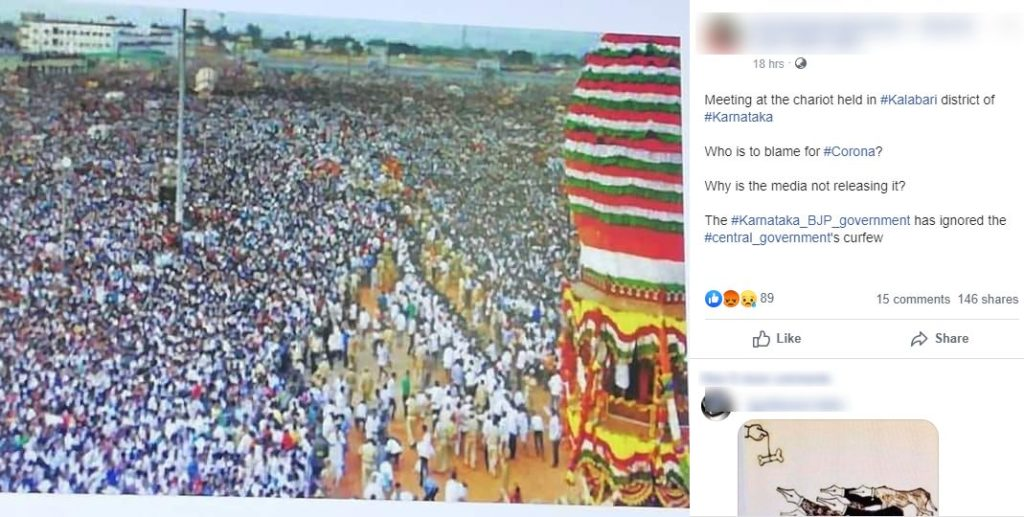 18 hrs ·
Meeting at the chariot held in #Kalabari district of
#Karnataka
Who is to blame for #Corona?
Why is the media not releasing it?
The #Karnataka_BJP_government has ignored the
#central_government's curfew
89
15 comments 146 shares
Like Share